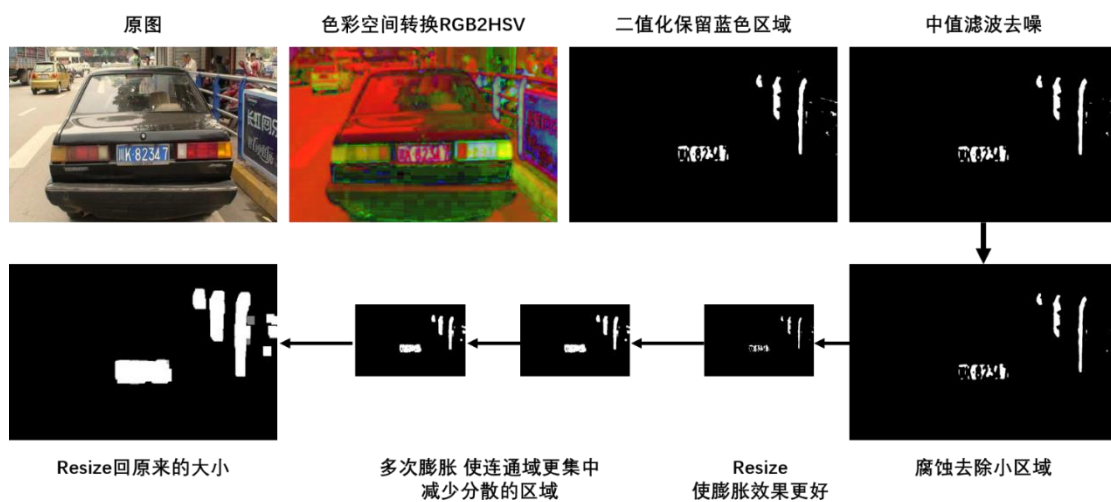 原图
色彩空间转换RGB2HSV
二值化保留蓝色区域
中值滤波去噪
川K·82347
长虹
Resize回原来的大小
多次膨胀 使连通域更集中
减少分散的区域
Resize
使膨胀效果更好
腐蚀去除小区域